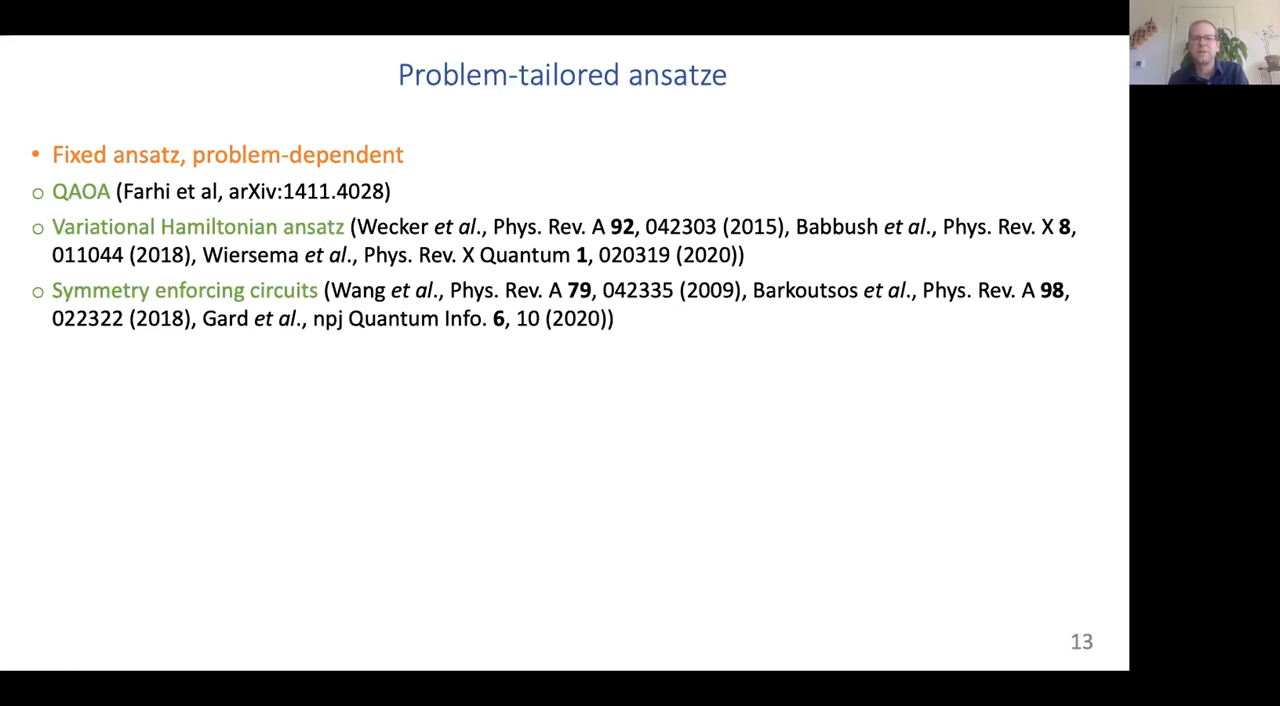 Problem-tailored ansatze
• Fixed ansatz, problem-dependent
o QAOA (Farhi et al, arXiv:1411.4028)
o Variational Hamiltonian ansatz (Wecker et al., Phys. Rev. A 92, 042303 (2015), Babbush et al., Phys. Rev. X 8,
011044 (2018), Wiersema et al., Phys. Rev. X Quantum 1, 020319 (2020))
o Symmetry enforcing circuits (Wang et al., Phys. Rev. A 79, 042335 (2009), Barkoutsos et al., Phys. Rev. A 98,
022322 (2018), Gard et al., npj Quantum Info. 6, 10 (2020))
13